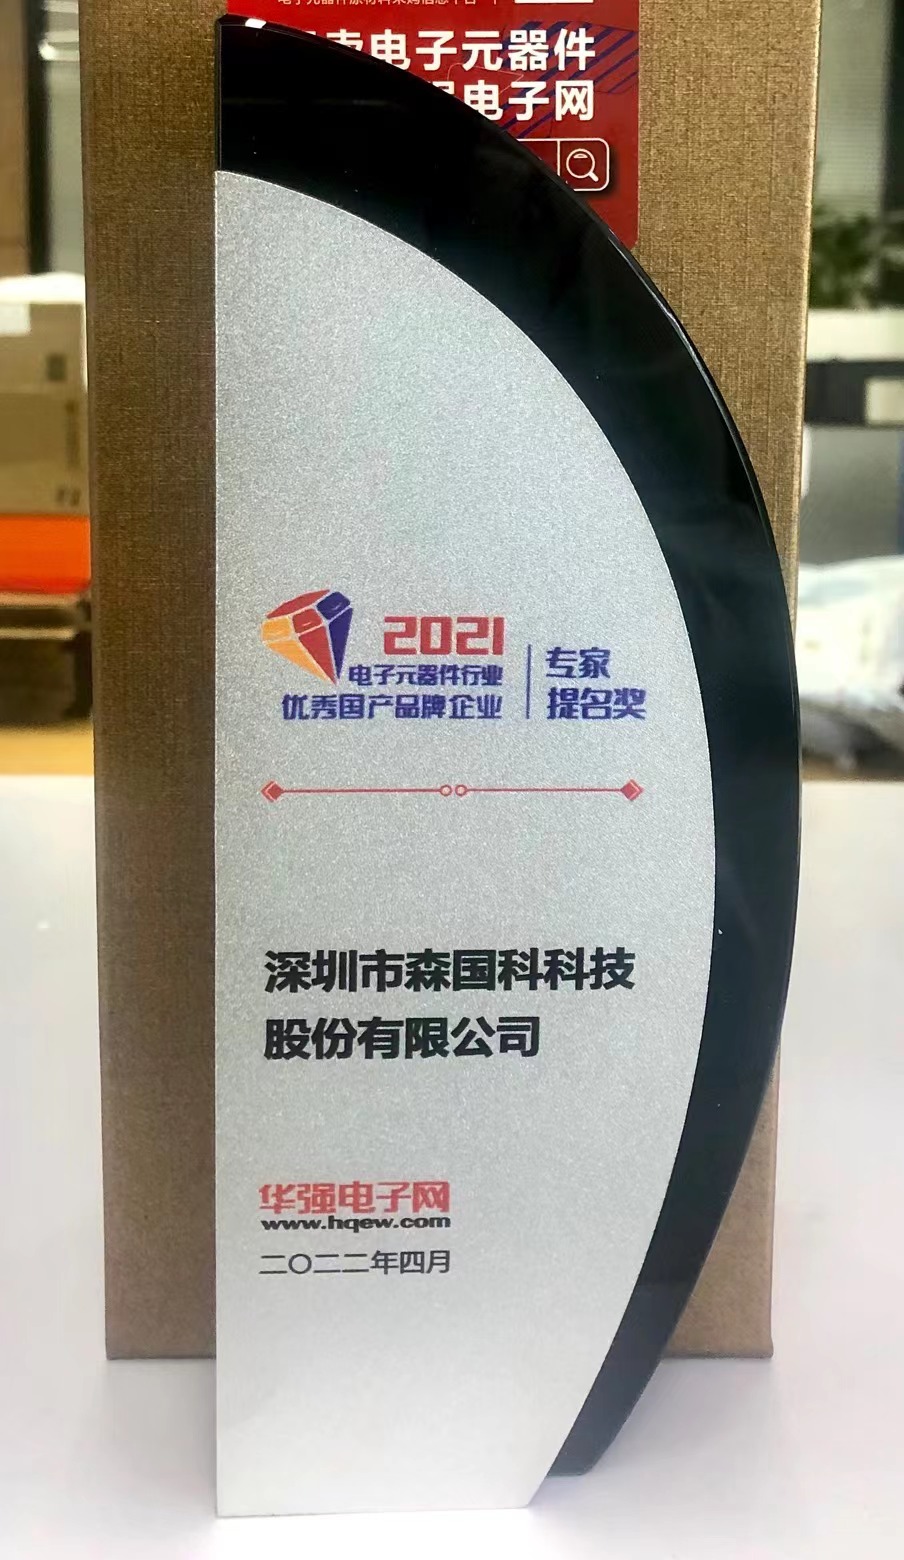 电子元器件
电子网
2021
电子元器件行业
优秀国产品牌企业
专家
提名奖
深圳市森国科科技
股份有限公司
华强电子网
www.hqew.com
二〇二二年四月